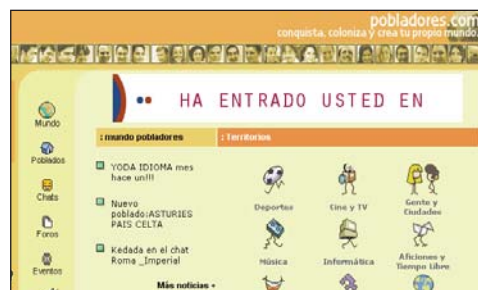 pobladores.com
conquista, coloniza y crea tu propio mundo.
HA ENTRADO USTED EN
Mundo
Poblados
Chats
Foros
Eventos
: mundo pobladores
YODA IDIOMA mes
hace un!!!
Nuevo
poblado:ASTURIES
PAIS CELTA
Kedada en el chat
Roma _Imperial
Más noticias
: Territorios
Deportes
Cine y TV
Gente y
Ciudades
Música
Informática
Aficiones y
Tiempo Libre